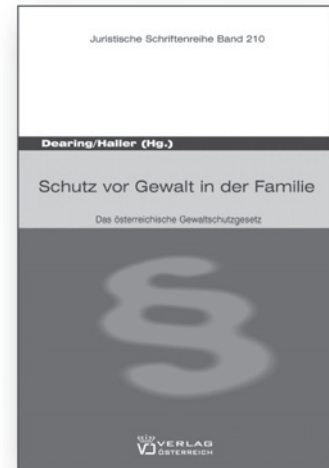 Juristische Schriftenreihe Band 210
Dearing/Haller (Hg.)
Schutz vor Gewalt in der Familie
Das österreichische Gewaltschutzgesetz
§
VERLAG
ÖSTERREICH